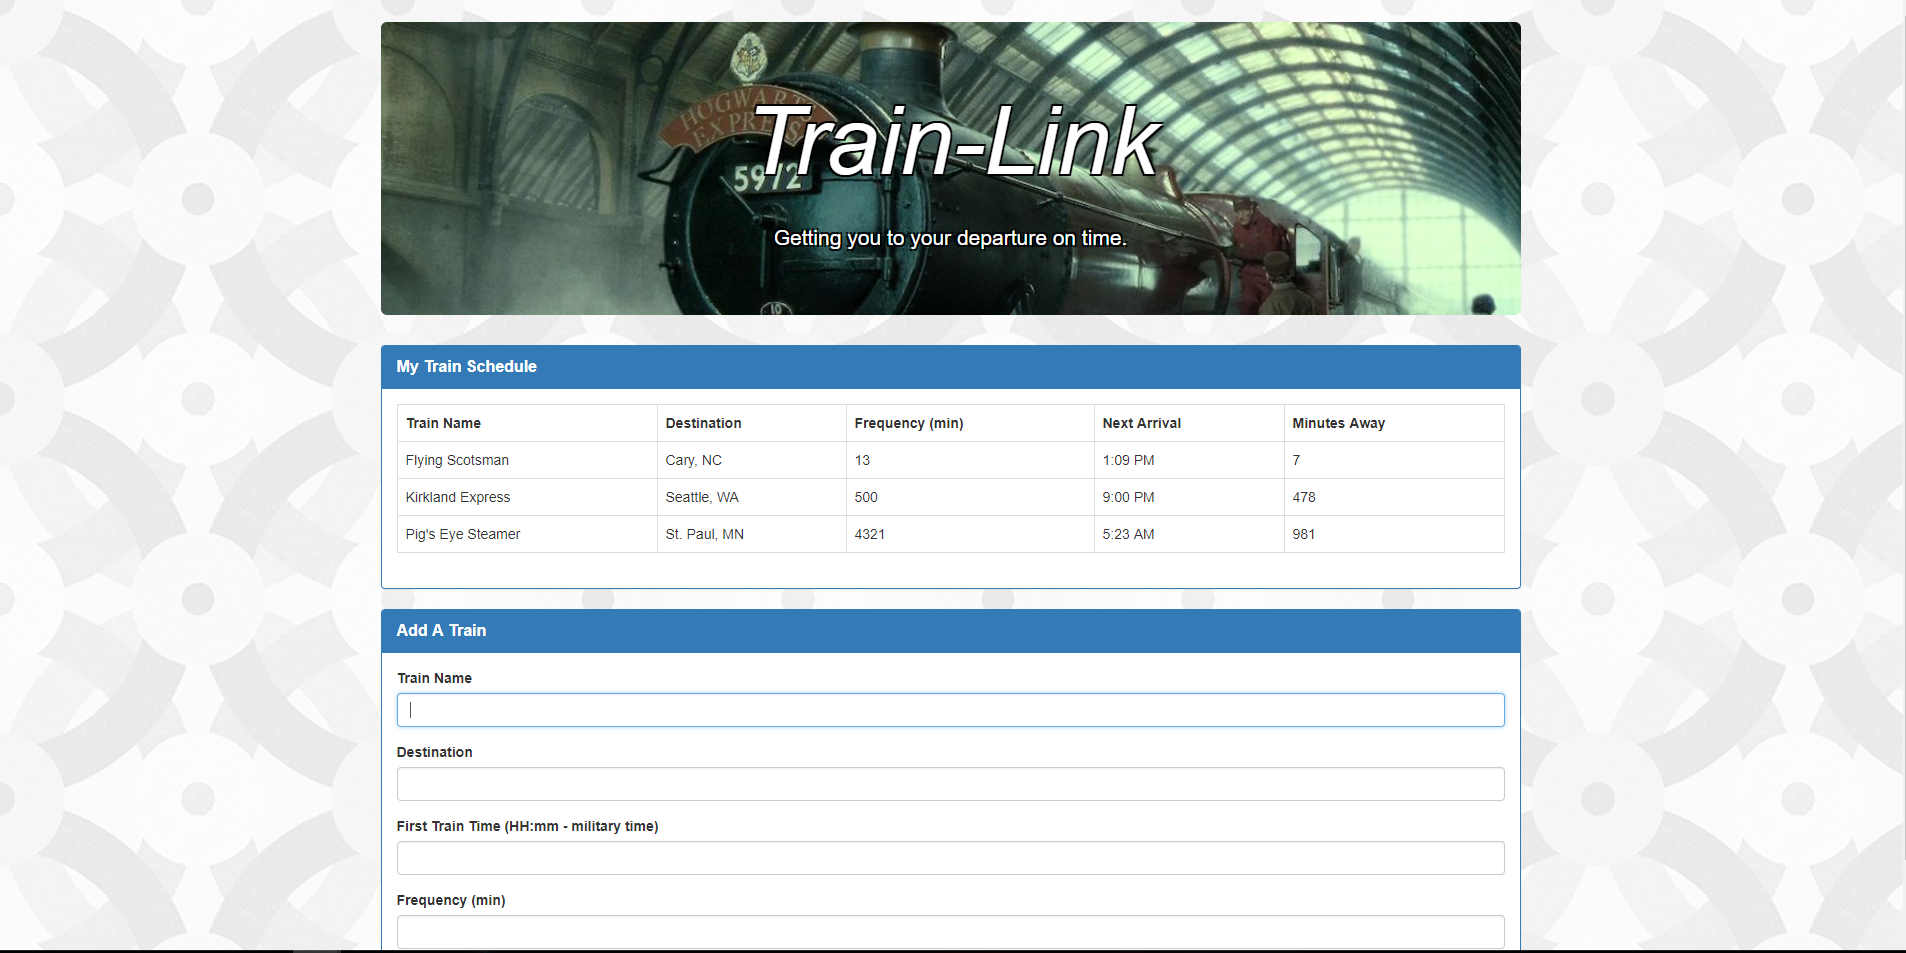 HOGWARTS
EXPRESS
5972
Train-Link
Getting you to your departure on time.
10
My Train Schedule
Train Name Destination Frequency (min) Next Arrival Minutes Away
Flying Scotsman Cary, NC 13 1:09 PM 7
Kirkland Express Seattle, WA 500 9:00 PM 478
Pig's Eye Steamer St. Paul, MN 4321 5:23 AM 981
Add A Train
Train Name
Destination
First Train Time (HH:mm - military time)
Frequency (min)